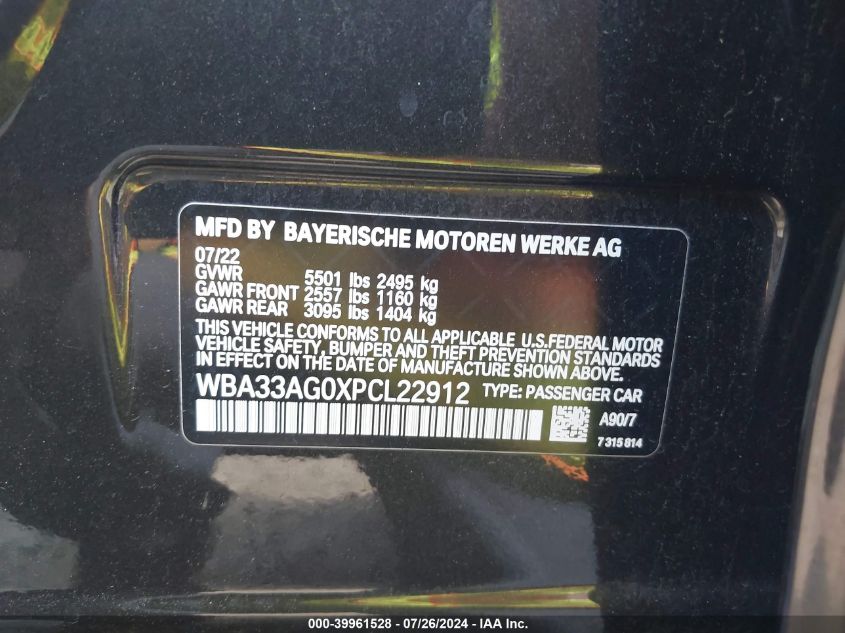 MFD BY BAYERISCHE MOTOREN WERKE AG
07/22
GVWR 5501 lbs 2495 kg
GAWR FRONT 2557 lbs 1160 kg
GAWR REAR 3095 lbs 1404 kg
THIS VEHICLE CONFORMS TO ALL APPLICABLE U.S.FEDERAL MOTOR
VEHICLE SAFETY, BUMPER AND THEFT PREVENTION STANDARDS
IN EFFECT ON THE DATE OF MANUFACTURE SHOWN ABOVE.
WBA33AG0XPCL22912 TYPE: PASSENGER CAR
A90/7
7 315 814
000-39961528 - 07/26/2024 - IAA Inc.